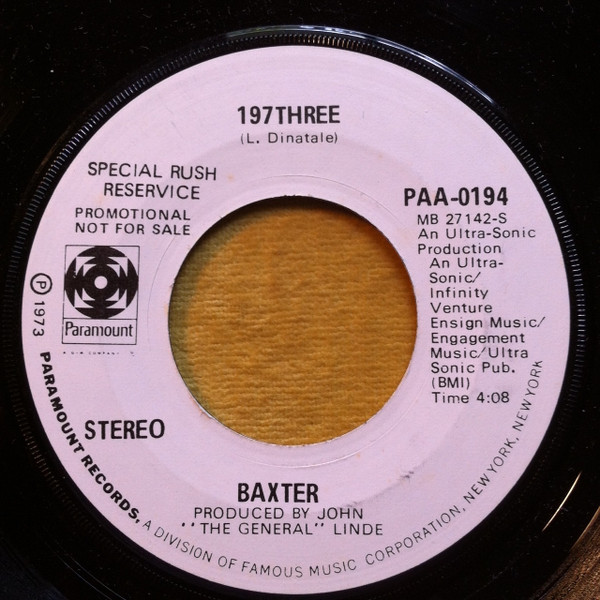 197THREE
(L. Dinatale)
SPECIAL RUSH
RESERVICE
PROMOTIONAL
NOT FOR SALE
Paramount
Ⓟ 1973
STEREO
PAA-0194
MB 27142-S
An Ultra-Sonic
Production
An Ultra-
Sonic/
Infinity
Venture
Ensign Music/
Engagement
Music/Ultra
Sonic Pub.
(BMI)
Time 4:08
BAXTER
PRODUCED BY JOHN
''THE GENERAL'' LINDE
PARAMOUNT RECORDS, A DIVISION OF FAMOUS MUSIC CORPORATION, NEW YORK, NEW YORK